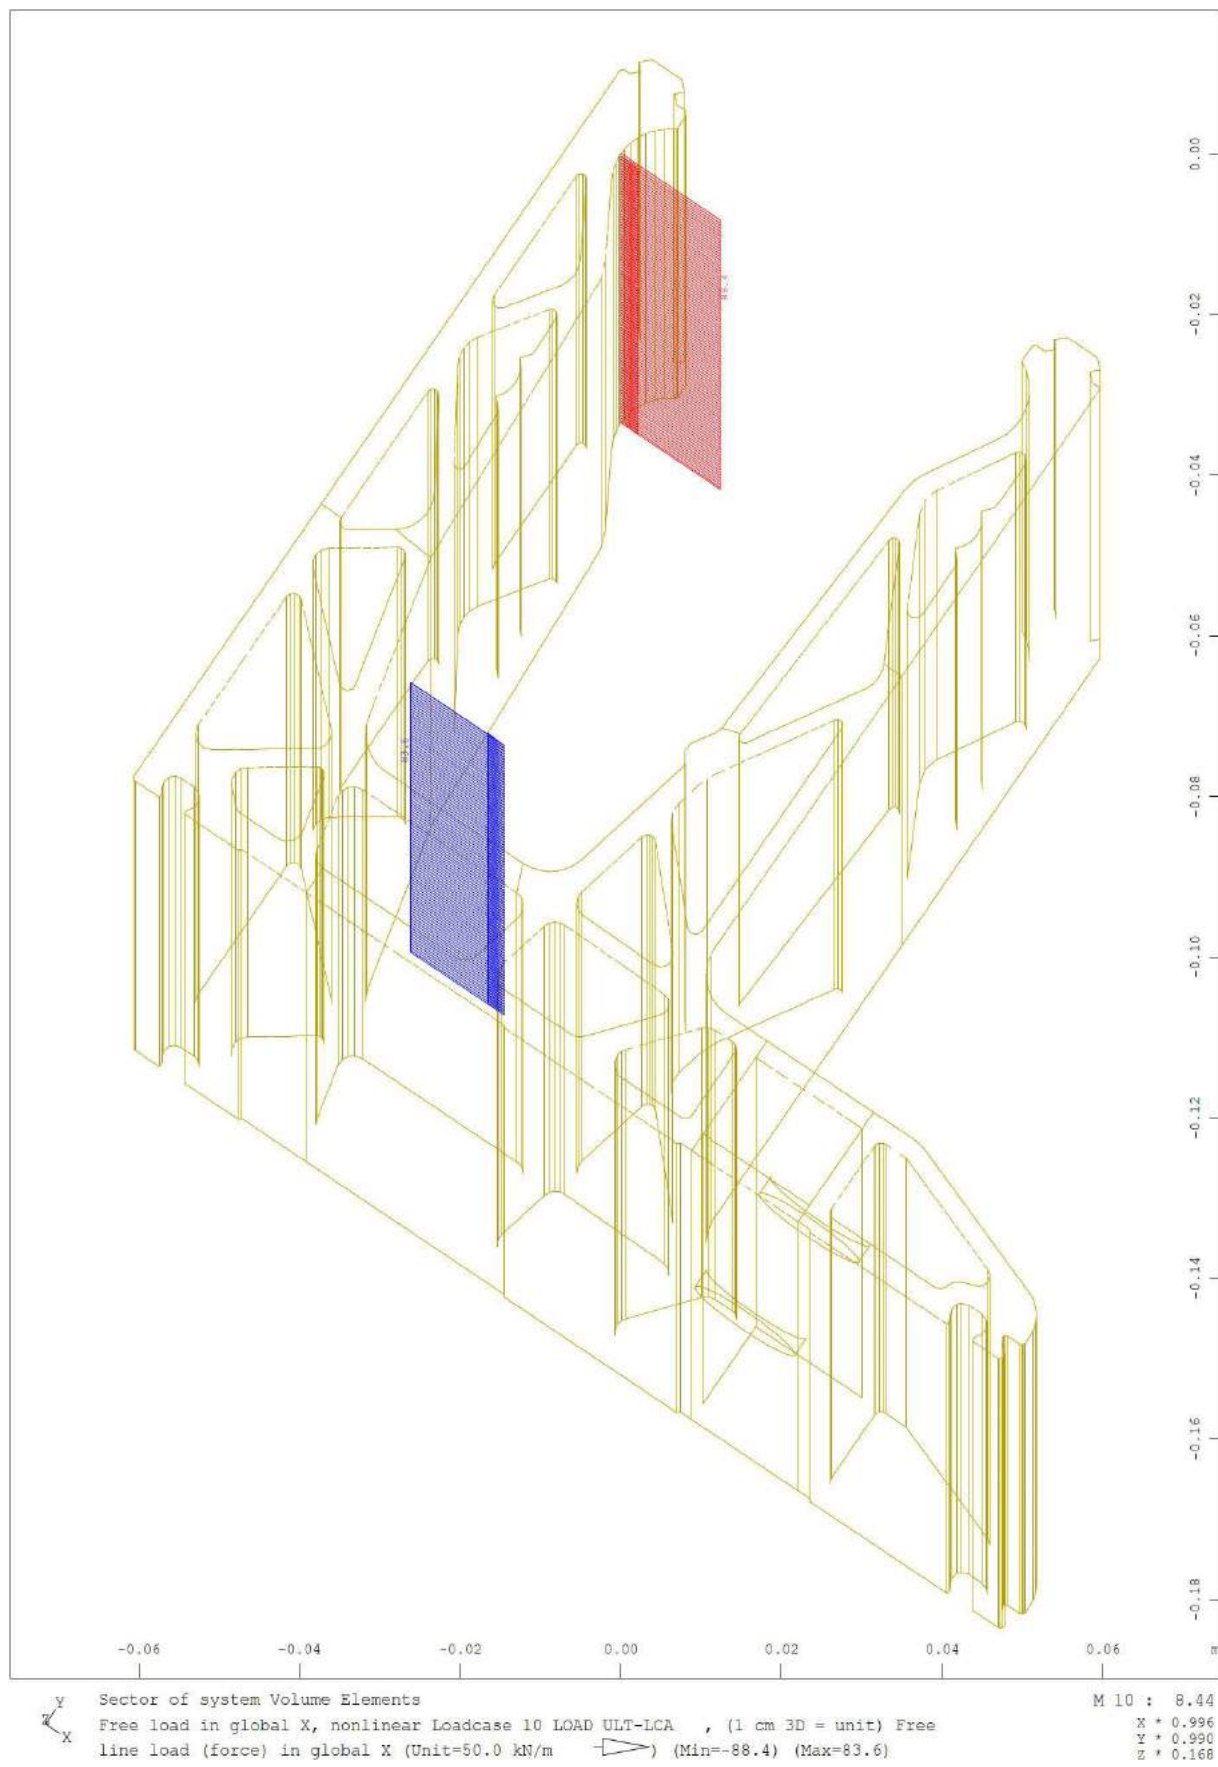 0.00
-0.02
-0.04
83.6
-0.06
-0.08
-0.10
-0.12
-0.14
-0.16
-0.18
-0.06 -0.04 -0.02 0.00 0.02 0.04 0.06 m
Y Sector of system Volume Elements M 10 : 8.44
Z X Free load in global X, nonlinear Loadcase 10 LOAD ULT-LCA , (1 cm 3D = unit) Free X * 0.996
line load (force) in global X (Unit=50.0 kN/m ) (Min=-88.4) (Max=83.6) Y * 0.990
Z * 0.168